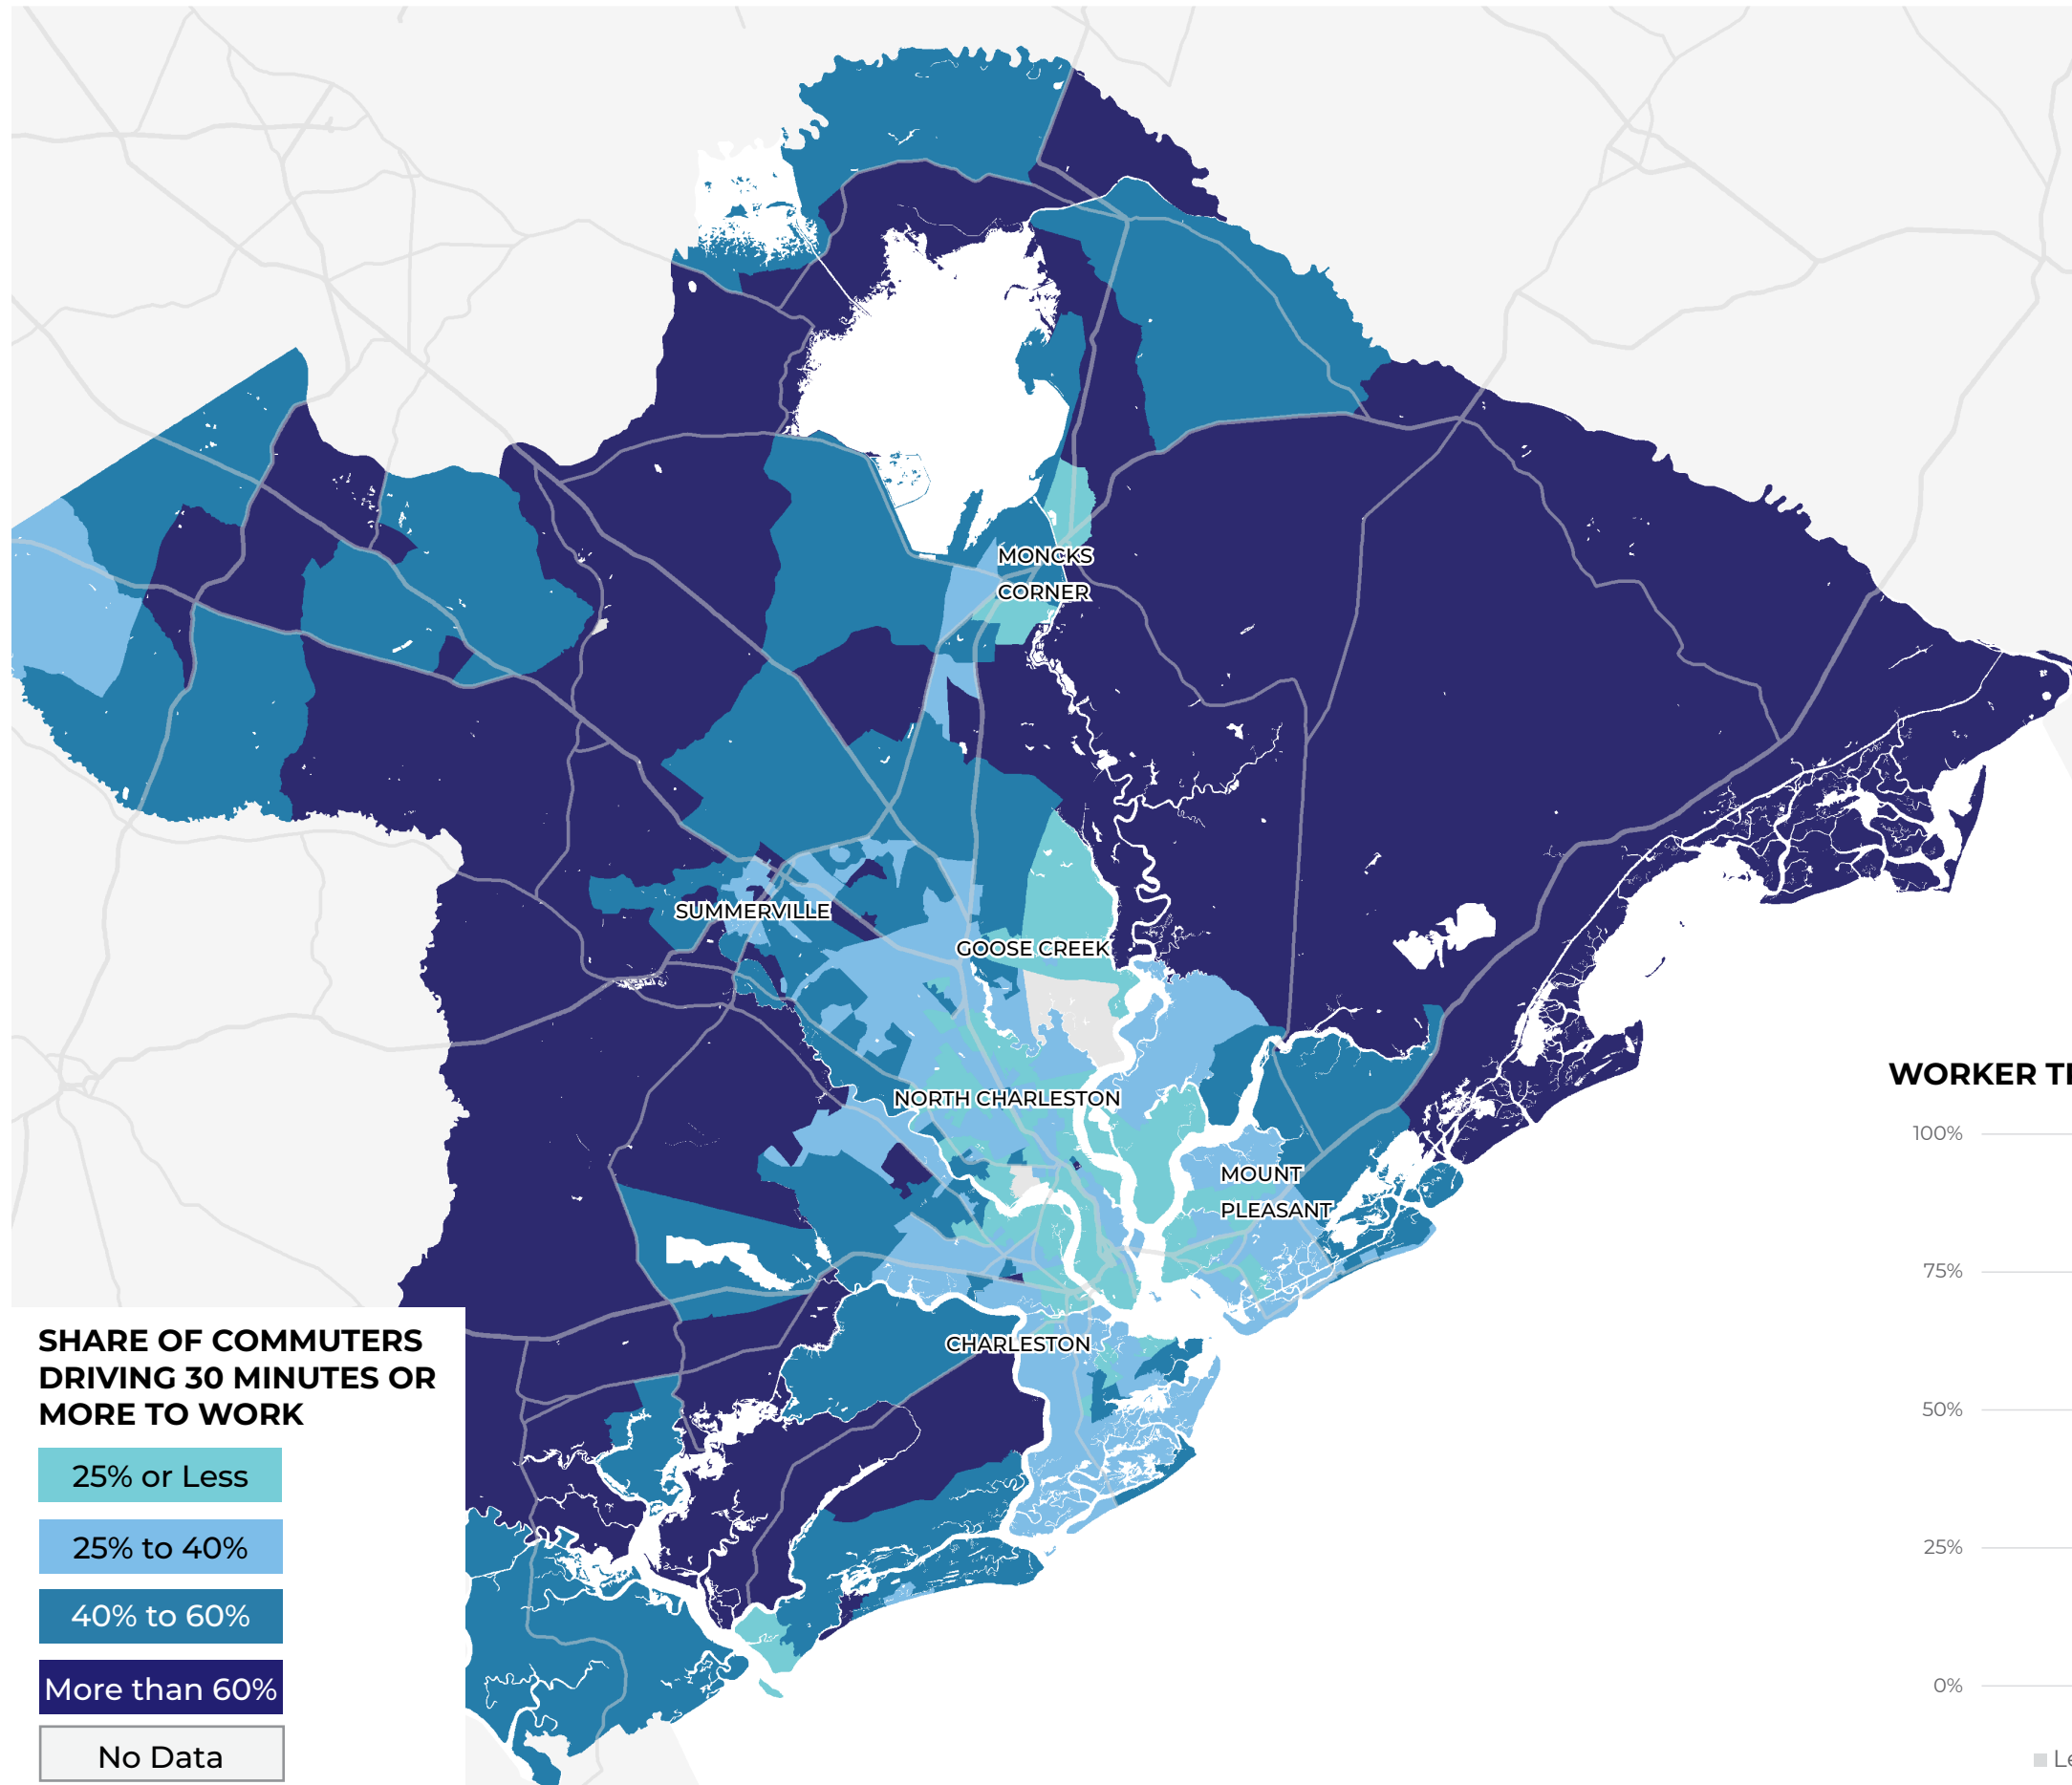 MONCKS
CORNER
SUMMERVILLE
GOOSE CREEK
NORTH CHARLESTON
MOUNT
PLEASANT
CHARLESTON
SHARE OF COMMUTERS
DRIVING 30 MINUTES OR
MORE TO WORK
25% or Less
25% to 40%
40% to 60%
More than 60%
No Data
WORKER
100%
75%
50%
25%
0%